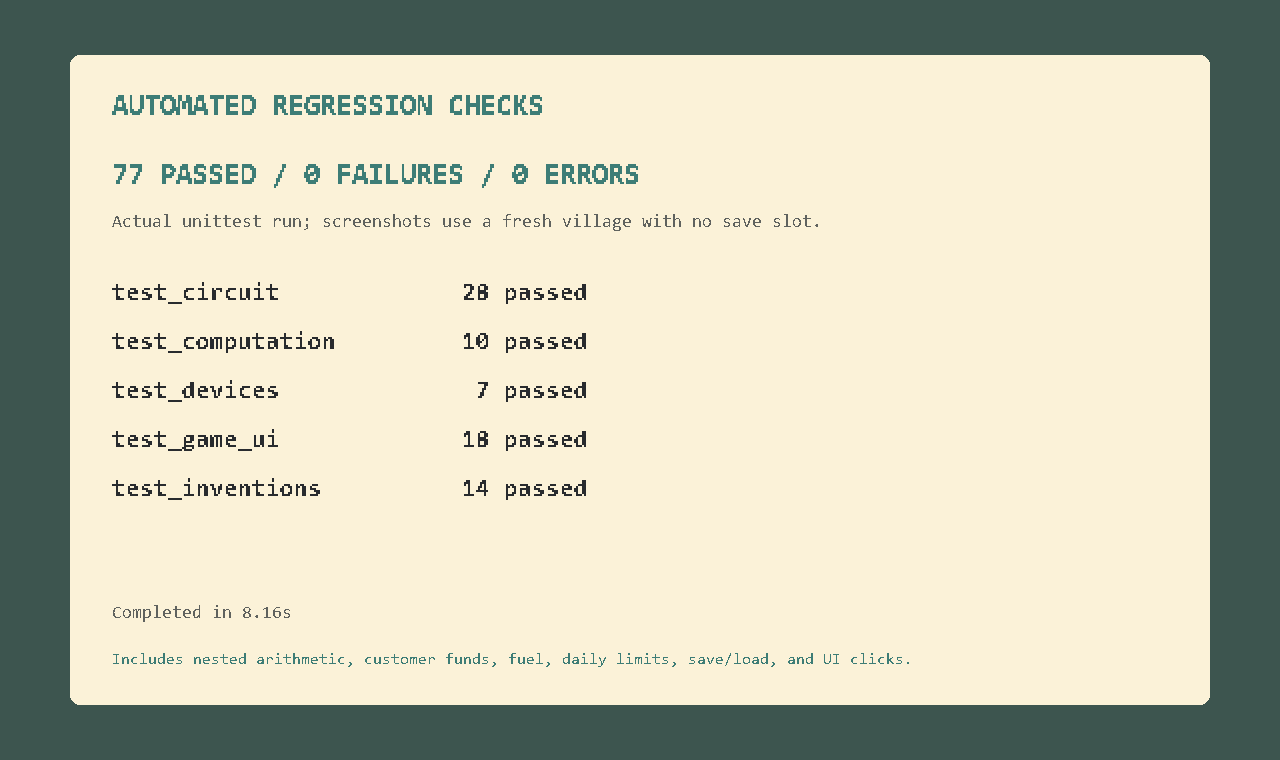 AUTOMATED REGRESSION CHECKS
77 PASSED / 0 FAILURES / 0 ERRORS
Actual unittest run; screenshots use a fresh village with no save slot.
test_circuit 28 passed
test_computation 10 passed
test_devices 7 passed
test_game_ui 18 passed
test_inventions 14 passed
Completed in 8.16s
Includes nested arithmetic, customer funds, fuel, daily limits, save/load, and UI clicks.